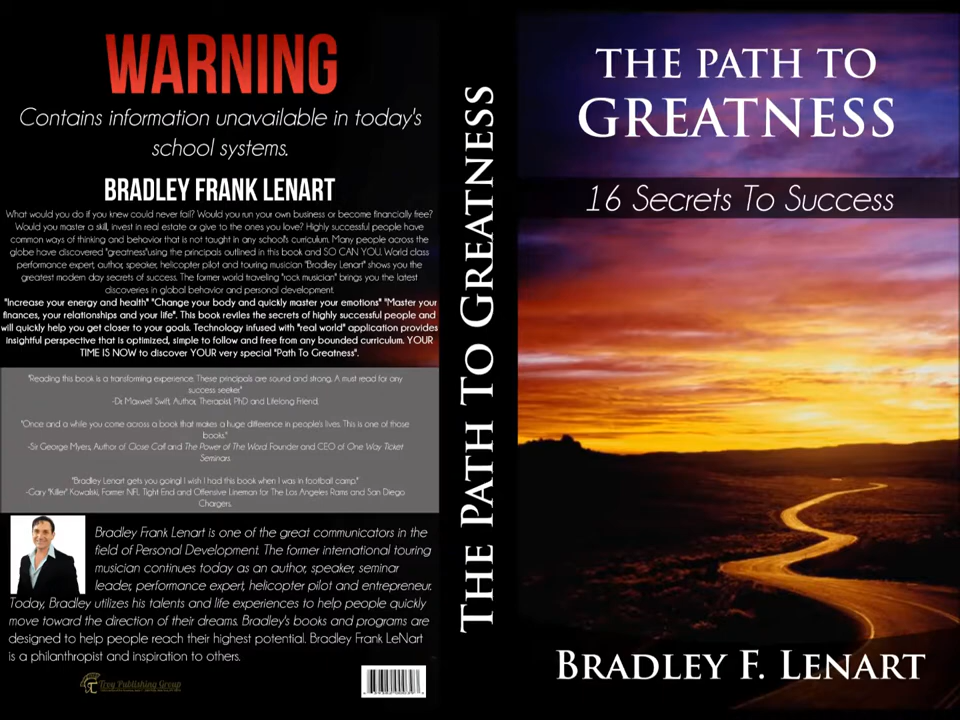 WARNING
Contains information unavailable in today's
school systems.
BRADLEY FRANK LENART
What would you do if you knew could never fail? Would you run your own business or become financially free?
Would you master a skill, invest in real estate or give to the ones you love? Highly successful people have
common ways of thinking and behavior that is not taught in any school's curriculum. Many people across the
globe have discovered "greatness"using the principals outlined in this book and SO CAN YOU. World class
performance expert, author, speaker, helicopter pilot and touring musician "Bradley Lenart" shows you the
greatest modern day secrets of success. The former world traveling "rock musician" brings you the latest
discoveries in global behavior and personal development.
"Increase your energy and health" "Change your body and quickly master your emotions" "Master your
finances, your relationships and your life". This book reviles the secrets of highly successful people and
will quickly help you get closer to your goals. Technology infused with "real world" application provides
insightful perspective that is optimized, simple to follow and free from any bounded curriculum. YOUR
TIME IS NOW to discover YOUR very special "Path To Greatness".
"Reading this book is a transforming experience. These principals are sound and strong. A must read for any
success seeker"
-Dr. Maxwell Swift, Author, Therapist, PhD and Lifelong Friend.
"Once and a while you come across a book that makes a huge difference in people's lives. This is one of those
books."
-Sir George Myers, Author of Close Call and The Power of The Word Founder and CEO of One Way Ticket
Seminars
"Bradley Lenart gets you going! I wish I had this book when I was in football camp."
-Gary "Killer" Kowalski, Former NFL Tight End and Offensive Lineman for The Los Angeles Rams and San Diego
Chargers.
Bradley Frank Lenart is one of the great communicators in the
field of Personal Development. The former international touring
musician continues today as an author, speaker, seminar
leader, performance expert, helicopter pilot and entrepreneur.
Today, Bradley utilizes his talents and life experiences to help people quickly
move toward the direction of their dreams. Bradley's books and programs are
designed to help people reach their highest potential. Bradley Frank LeNart
is a philanthropist and inspiration to others.
Troy Publishing Group
THE PATH TO GREATNESS
THE PATH TO
GREATNESS
16 Secrets To Success
BRADLEY F. LENART